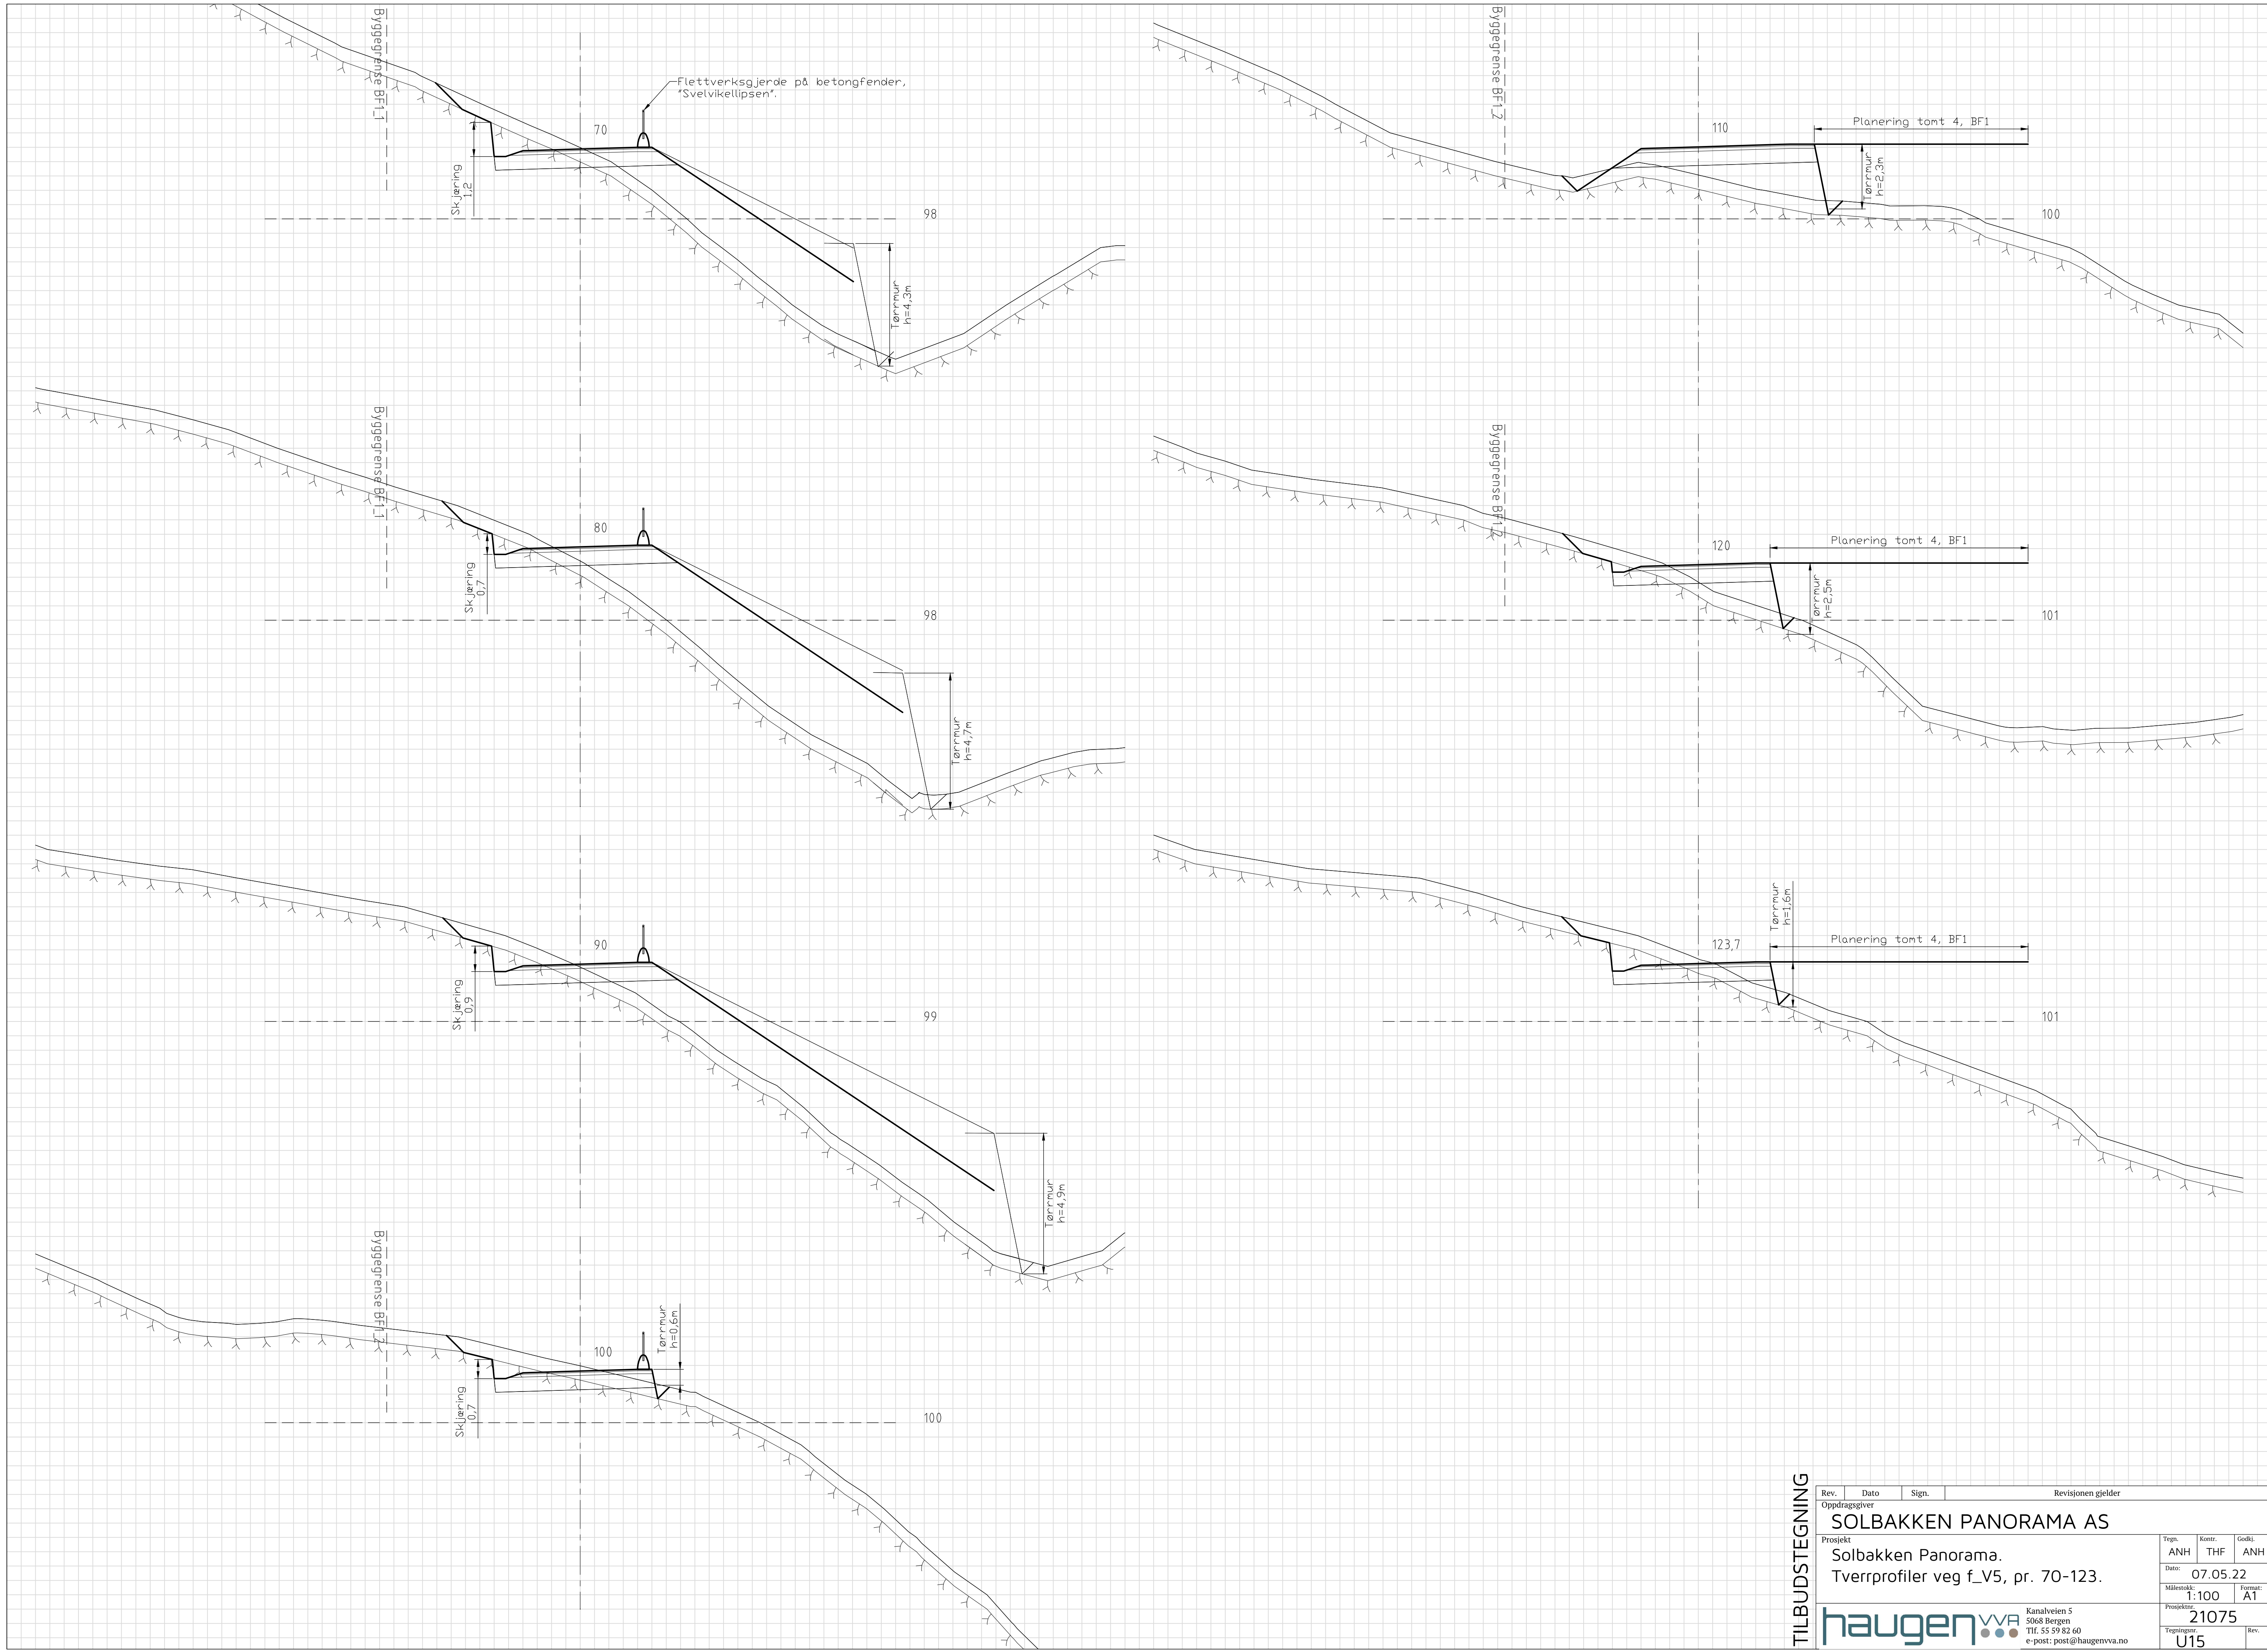 Byggegrense BF1_1
Flettverksgjerde på betongfender,
"Svelvikellipsen".
70
Skjæring
1,2
98
Tørrmur
h=4,3m
Byggegrense BF1_1
80
Skjæring
0,7
98
Tørrmur
h=4,7m
90
Skjæring
0,9
99
Tørrmur
h=4,9m
Byggegrense BF1_2
100
Skjæring
0,7
Tørrmur
h=0,6m
100
Byggegrense BF1_2
110
Planering tomt 4, BF1
Tørrmur
h=2,3m
100
Byggegrense BF1_2
120
Planering tomt 4, BF1
Tørrmur
h=2,5m
101
Tørrmur
h=1,6m
123,7
Planering tomt 4, BF1
101
TILBUDSTEGNING
Rev. Dato Sign. Revisjonen gjelder
Oppdragsgiver
SOLBAKKEN PANORAMA AS
Prosjekt
Solbakken Panorama.
Tverrprofiler veg f_V5, pr. 70-123.
Tegn. Kontr. Godkj.
ANH THF ANH
Dato:
07.05.22
Målestokk: Format:
1:100 A1
Prosjektnr.
21075
Tegningsnr. Rev.
U15
haugen VVA
Kanalveien 5
5068 Bergen
Tlf. 55 59 82 60
e-post: post@haugenvva.no